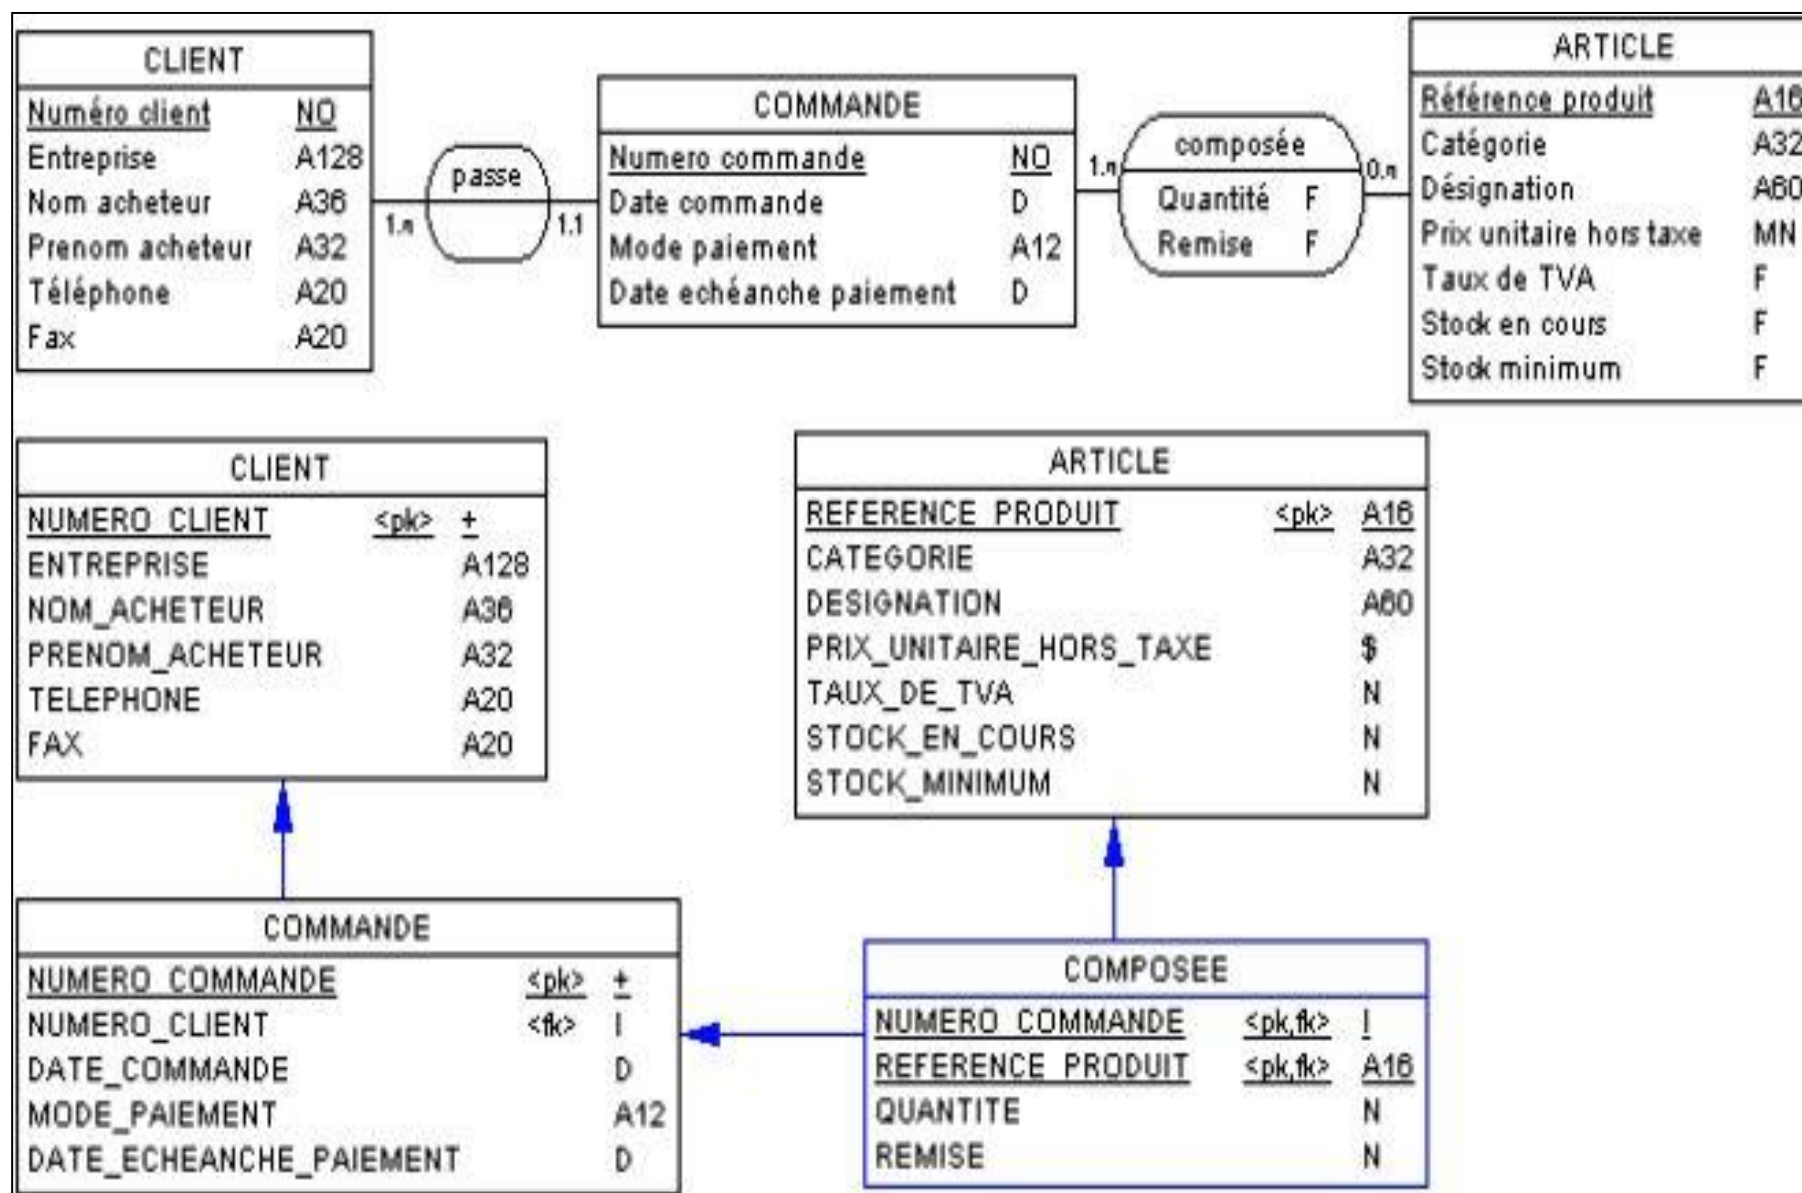 CLIENT
Numéro client NO
Entreprise A128
Nom acheteur A36
Prenom acheteur A32
Téléphone A20
Fax A20
1.n
passe
1.1
COMMANDE
Numero commande NO
Date commande D
Mode paiement A12
Date echéanche paiement D
1.n
composée
Quantité F
Remise F
0.n
ARTICLE
Référence produit A16
Catégorie A32
Désignation A60
Prix unitaire hors taxe MN
Taux de TVA F
Stock en cours F
Stock minimum F
CLIENT
NUMERO_CLIENT <pk> +
ENTREPRISE A128
NOM_ACHETEUR A36
PRENOM_ACHETEUR A32
TELEPHONE A20
FAX A20
ARTICLE
REFERENCE_PRODUIT <pk> A16
CATEGORIE A32
DESIGNATION A60
PRIX_UNITAIRE_HORS_TAXE $
TAUX_DE_TVA N
STOCK_EN_COURS N
STOCK_MINIMUM N
COMMANDE
NUMERO_COMMANDE <pk> +
NUMERO_CLIENT <fk> I
DATE_COMMANDE D
MODE_PAIEMENT A12
DATE_ECHEANCHE_PAIEMENT D
COMPOSEE
NUMERO_COMMANDE <pk,fk> I
REFERENCE_PRODUIT <pk,fk> A16
QUANTITE N
REMISE N